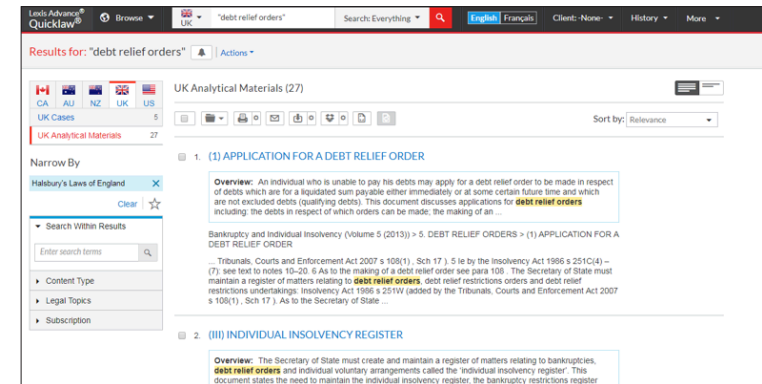 Lexis Advance® Quicklaw® Browse UK "debt relief orders" Search: Everything English Français Client: -None- History More
Results for: "debt relief orders" Actions
CA AU NZ UK US
UK Cases 5
UK Analytical Materials 27
Narrow By
Halsbury's Laws of England X
Clear
Search Within Results
Enter search terms
Content Type
Legal Topics
Subscription
UK Analytical Materials (27)
Sort by: Relevance
1. (1) APPLICATION FOR A DEBT RELIEF ORDER
Overview: An individual who is unable to pay his debts may apply for a debt relief order to be made in respect
of debts which are for a liquidated sum payable either immediately or at some certain future time and which
are not excluded debts (qualifying debts). This document discusses applications for debt relief orders
including: the debts in respect of which orders can be made; the making of an ...
Bankruptcy and Individual Insolvency (Volume 5 (2013)) > 5. DEBT RELIEF ORDERS > (1) APPLICATION FOR A
DEBT RELIEF ORDER
... Tribunals, Courts and Enforcement Act 2007 s 108(1) , Sch 17 ). 5 Ie by the Insolvency Act 1986 s 251C(4) –
(7): see text to notes 10–20. 6 As to the making of a debt relief order see para 108 . The Secretary of State must
maintain a register of matters relating to debt relief orders, debt relief restrictions orders and debt relief
restrictions undertakings: Insolvency Act 1986 s 251W (added by the Tribunals, Courts and Enforcement Act 2007
s 108(1) , Sch 17 ). As to the Secretary of State ...
2. (III) INDIVIDUAL INSOLVENCY REGISTER
Overview: The Secretary of State must create and maintain a register of matters relating to bankruptcies,
debt relief orders and individual voluntary arrangements called the 'individual insolvency register'. This
document states the need to maintain the individual insolvency register, the bankruptcy restrictions register